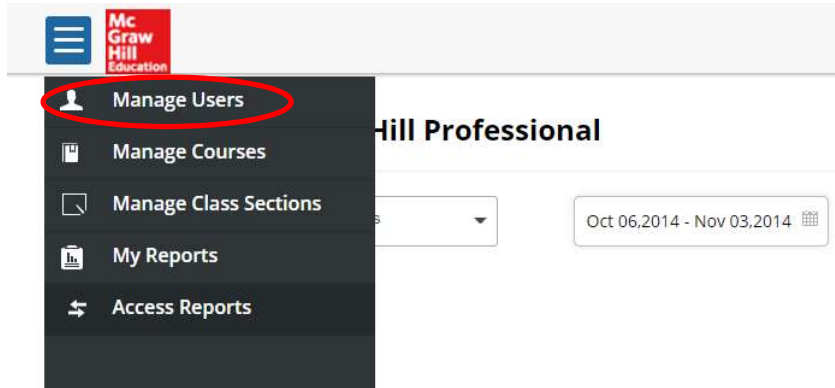 Mc
Graw
Hill
Education
Manage Users
Hill Professional
Manage Courses
Manage Class Sections
s
Oct 06,2014 - Nov 03,2014
My Reports
Access Reports